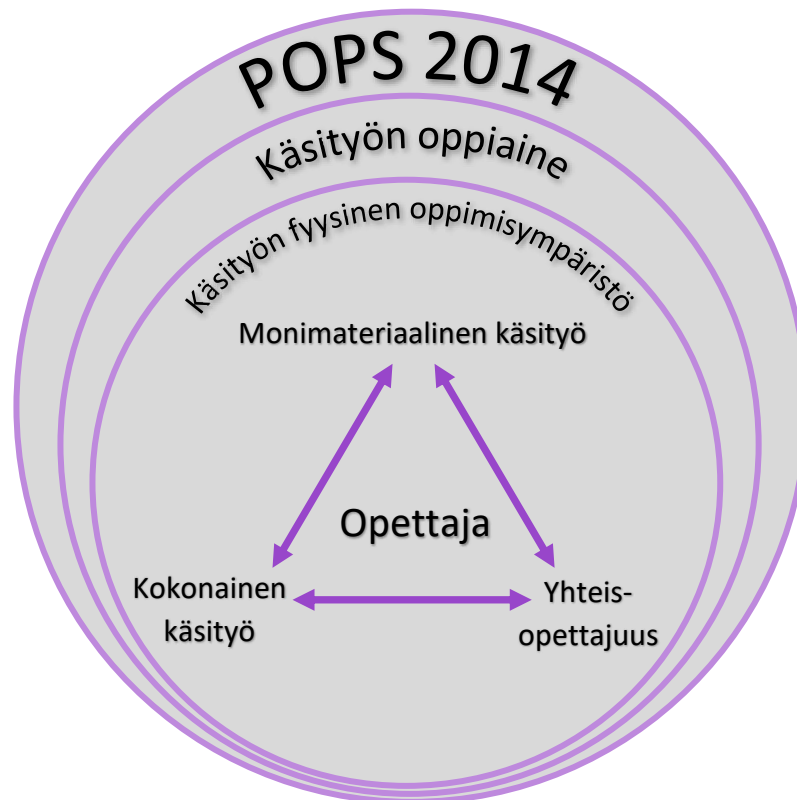 POPS 2014
Käsityön oppiaine
Käsityön fyysinen oppimisympäristö
Monimateriaalinen käsityö
Opettaja
Kokonainen
käsityö
Yhteis-
opettajuus